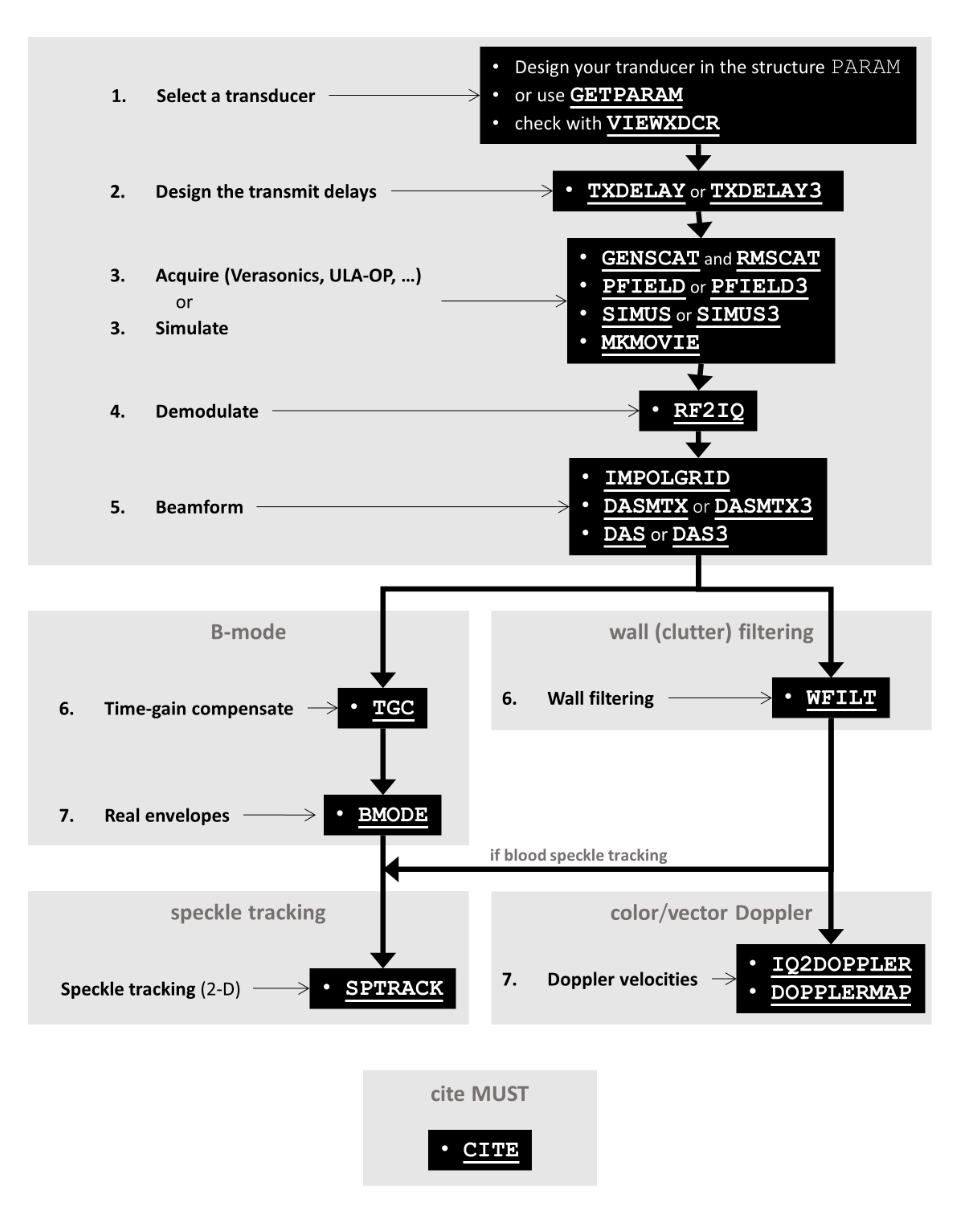 • Design your tranducer in the structure PARAM
1. Select a transducer • or use GETPARAM
• check with VIEWXDCR
2. Design the transmit delays • TXDELAY or TXDELAY3
3. Acquire (Verasonics, ULA-OP, ...)
or
3. Simulate
• GENSCAT and RMSCAT
• PFIELD or PFIELD3
• SIMUS or SIMUS3
• MKMOVIE
4. Demodulate • RF2IQ
5. Beamform
• IMPOLGRID
• DASMTX or DASMTX3
• DAS or DAS3
B-mode
6. Time-gain compensate • TGC
7. Real envelopes • BMODE
wall (clutter) filtering
6. Wall filtering • WFILT
if blood speckle tracking
speckle tracking
Speckle tracking (2-D) • SPTRACK
color/vector Doppler
7. Doppler velocities
• IQ2DOPPLER
• DOPPLERMAP
cite MUST
• CITE